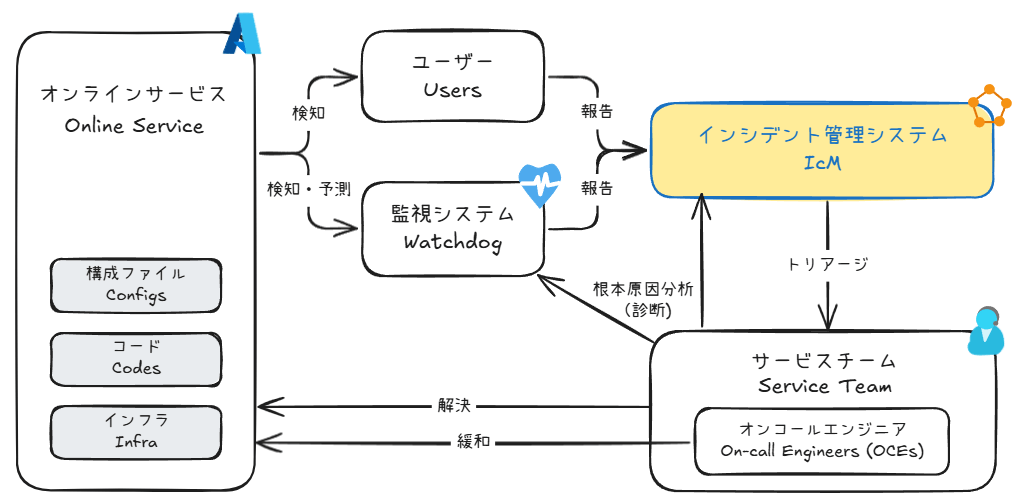 オンラインサービス
Online Service
構成ファイル
Configs
コード
Codes
インフラ
Infra
検知
検知・予測
ユーザー
Users
監視システム
Watchdog
報告
報告
インシデント管理システム
IcM
トリアージ
根本原因分析
(診断)
サービスチーム
Service Team
オンコールエンジニア
On-call Engineers (OCEs)
解決
緩和